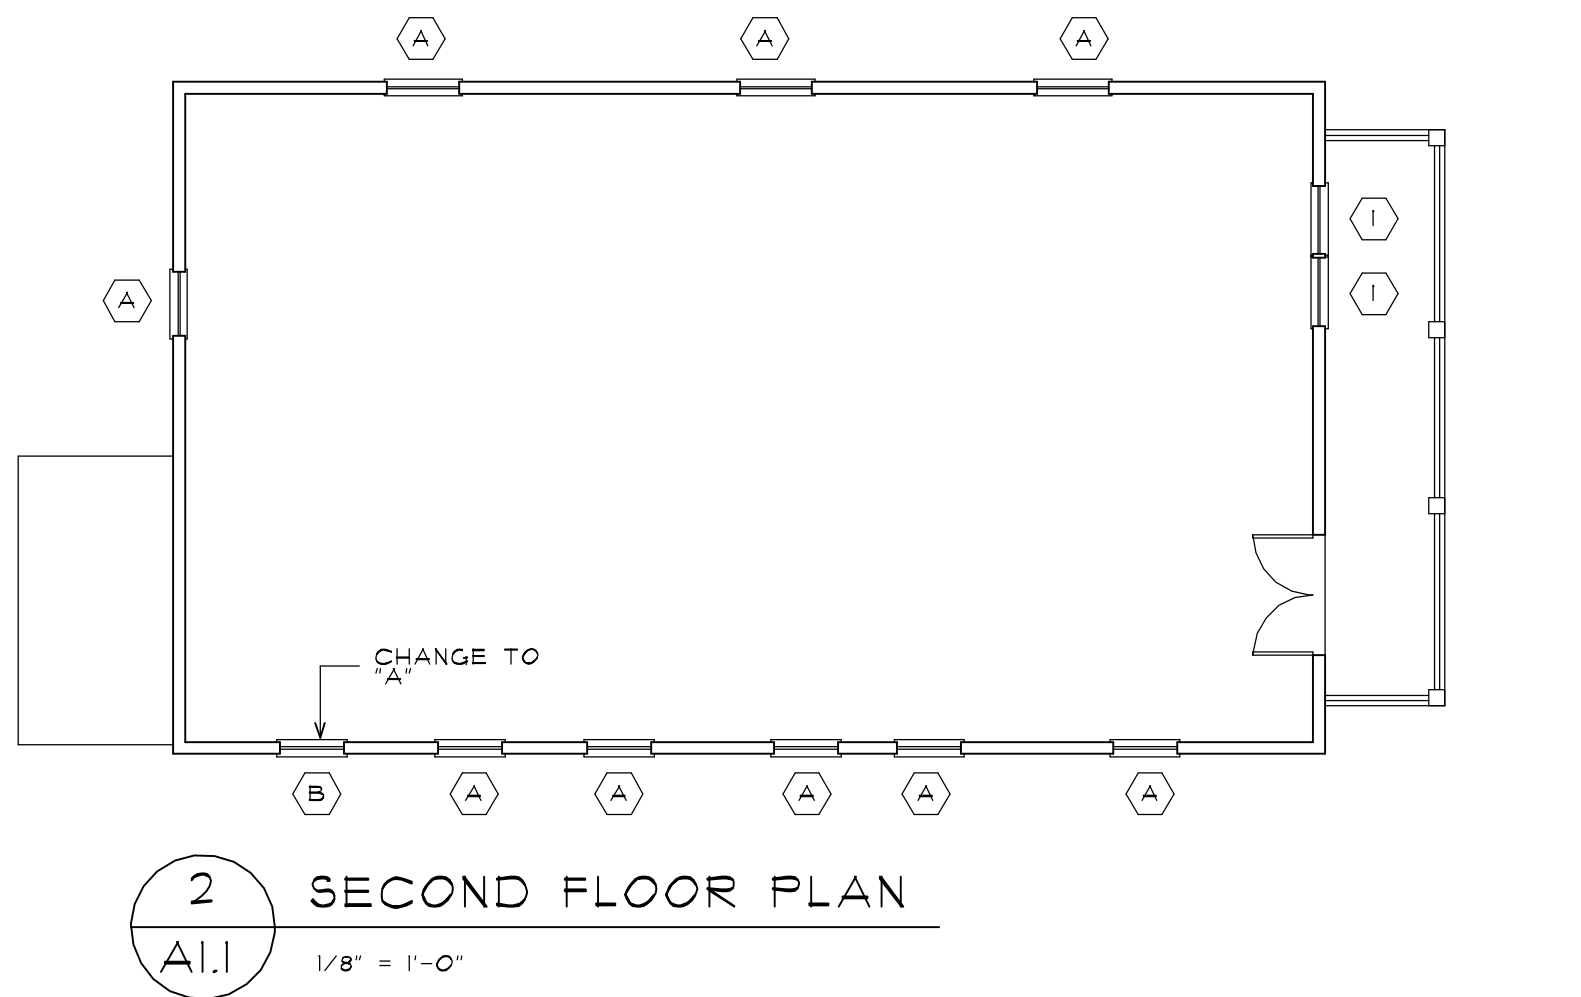 A
A
A
I
A
I
CHANGE TO
"A"
B
A
A
A
A
A
2
SECOND FLOOR PLAN
A1.1
1/8" = 1'-0"